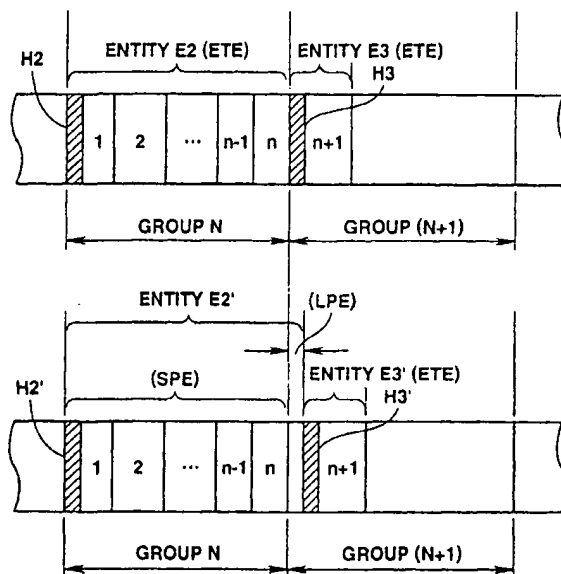 ENTITY E2 (ETE) ENTITY E3 (ETE)
H2 H3
1 2 ... n-1 n n+1
GROUP N GROUP (N+1)
ENTITY E2' (LPE)
(SPE) ENTITY E3' (ETE)
H2' H3'
1 2 ... n-1 n n+1
GROUP N GROUP (N+1)